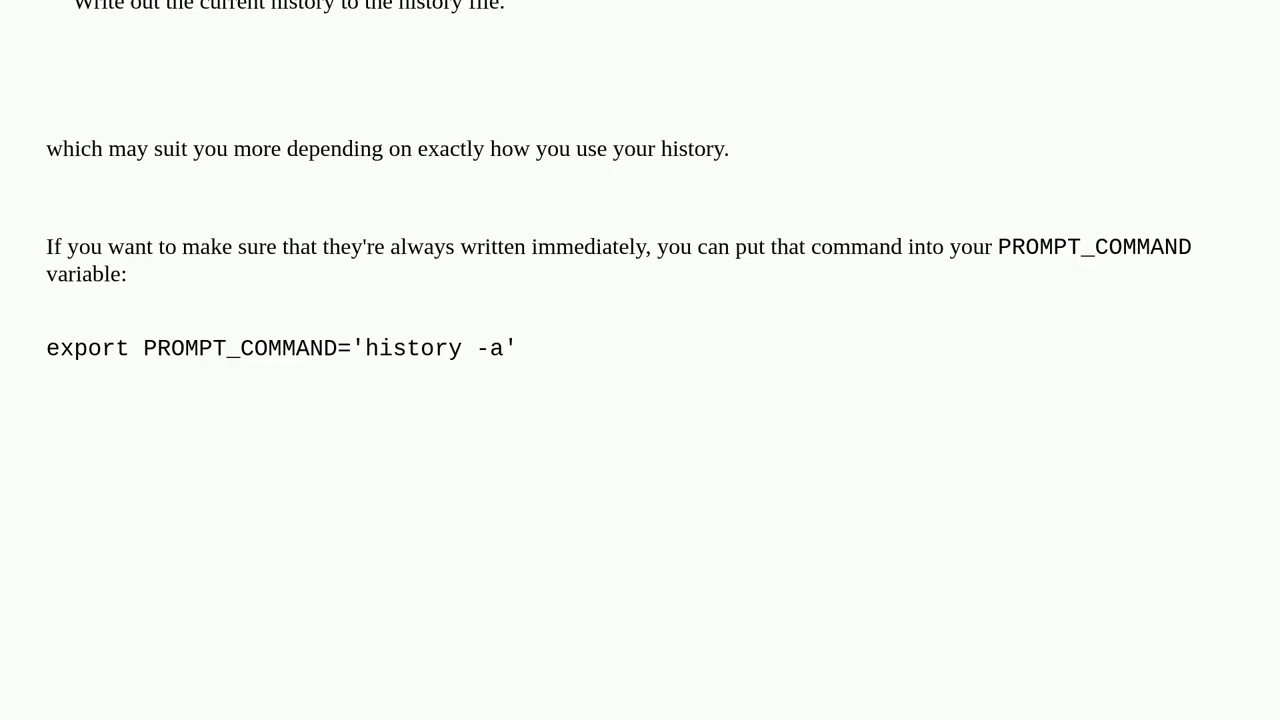 Write out the current history to the history file.
which may suit you more depending on exactly how you use your history.
If you want to make sure that they're always written immediately, you can put that command into your PROMPT_COMMAND
variable:
export PROMPT_COMMAND='history -a'